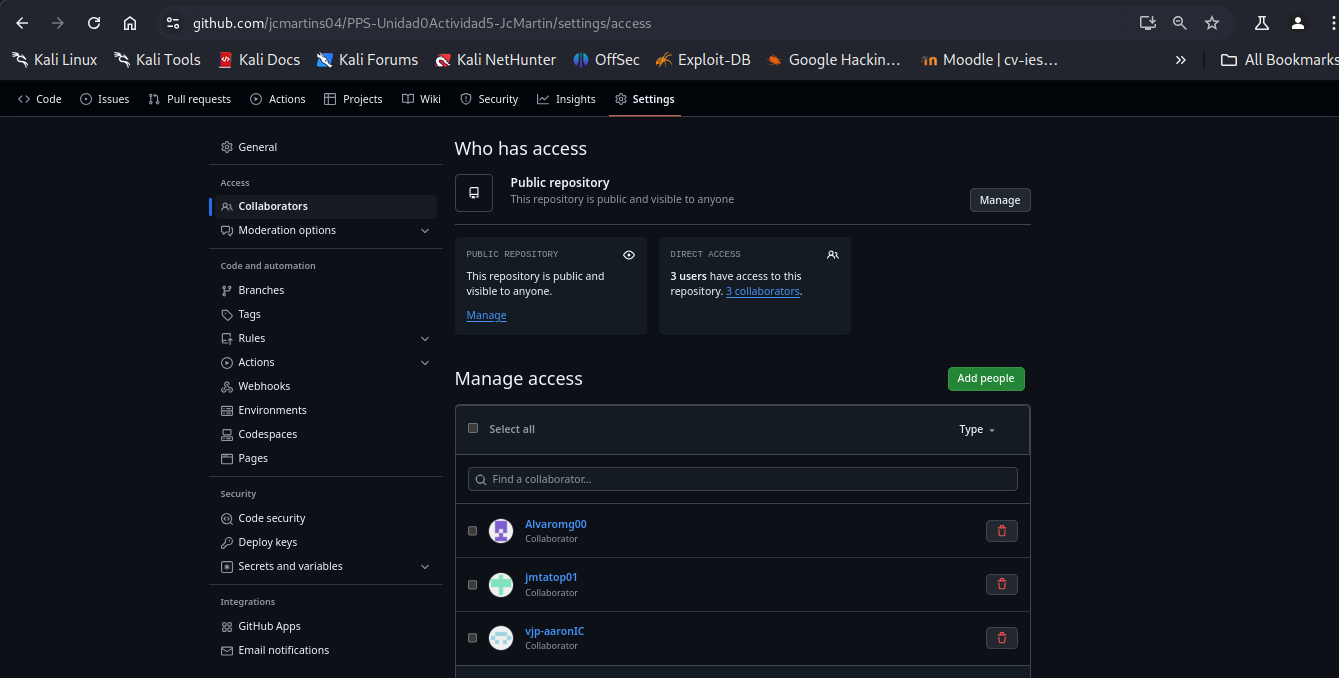 github.com/jcmartins04/PPS-Unidad0Actividad5-JcMartin/settings/access
Kali Linux Kali Tools Kali Docs Kali Forums Kali NetHunter OffSec Exploit-DB Google Hackin... Moodle | cv-ies... » All Bookmarks
Code Issues Pull requests Actions Projects Wiki Security Insights Settings
General
Access
Collaborators
Moderation options
Code and automation
Branches
Tags
Rules
Actions
Webhooks
Environments
Codespaces
Pages
Security
Code security
Deploy keys
Secrets and variables
Integrations
GitHub Apps
Email notifications
Who has access
Public repository
This repository is public and visible to anyone
Manage
PUBLIC REPOSITORY
This repository is public and
visible to anyone.
Manage
DIRECT ACCESS
3 users have access to this
repository. 3 collaborators.
Manage access
Add people
Select all
Type
Find a collaborator...
Alvaromg00
Collaborator
jmtatop01
Collaborator
vjp-aaronIC
Collaborator